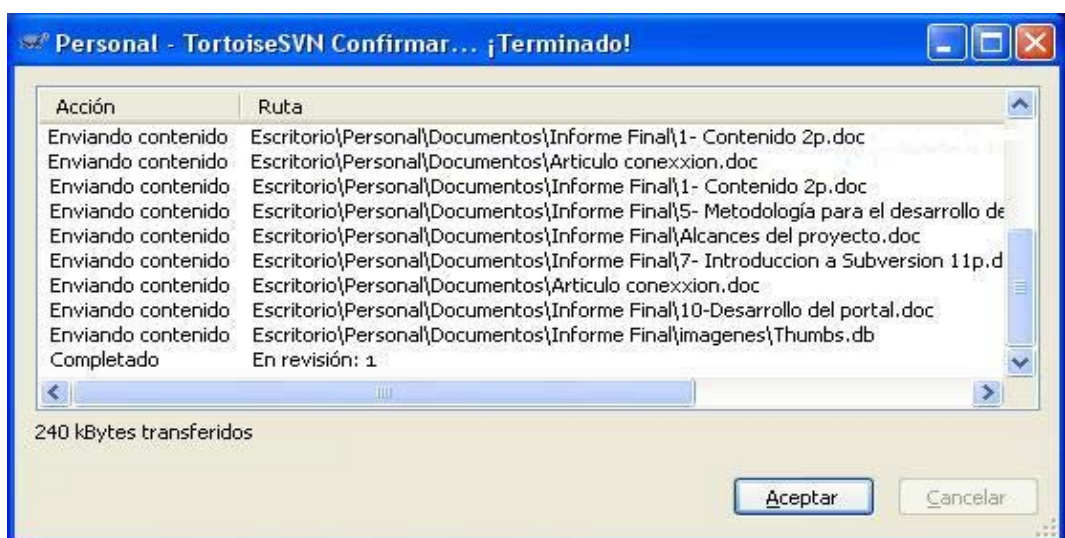 Personal - TortoiseSVN Confirmar... ¡Terminado!
Acción Ruta
Enviando contenido Escritorio\Personal\Documentos\Informe Final\1- Contenido 2p.doc
Enviando contenido Escritorio\Personal\Documentos\Articulo conexxion.doc
Enviando contenido Escritorio\Personal\Documentos\Informe Final\1- Contenido 2p.doc
Enviando contenido Escritorio\Personal\Documentos\Informe Final\5- Metodología para el desarrollo de
Enviando contenido Escritorio\Personal\Documentos\Informe Final\Alcances del proyecto.doc
Enviando contenido Escritorio\Personal\Documentos\Informe Final\7- Introduccion a Subversion 11p.d
Enviando contenido Escritorio\Personal\Documentos\Articulo conexxion.doc
Enviando contenido Escritorio\Personal\Documentos\Informe Final\10-Desarrollo del portal.doc
Enviando contenido Escritorio\Personal\Documentos\Informe Final\imagenes\Thumbs.db
Completado En revisión: 1
240 kBytes transferidos
Aceptar Cancelar